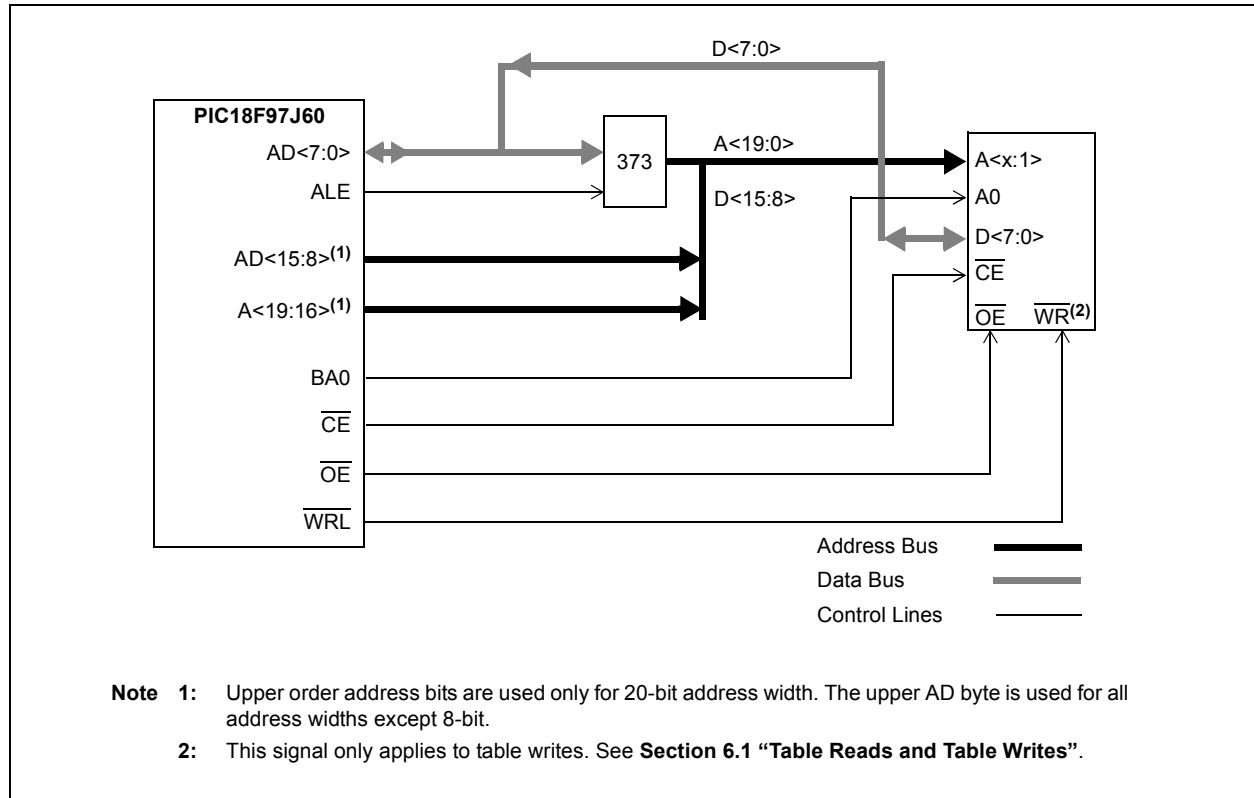 D<7:0>
PIC18F97J60
AD<7:0>
373
A<19:0>
A<x:1>
ALE
D<15:8>
A0
AD<15:8>(1)
D<7:0>
CE
A<19:16>(1)
OE WR(2)
BA0
CE
OE
WRL
Address Bus
Data Bus
Control Lines
Note 1: Upper order address bits are used only for 20-bit address width. The upper AD byte is used for all
address widths except 8-bit.
2: This signal only applies to table writes. See Section 6.1 “Table Reads and Table Writes”.